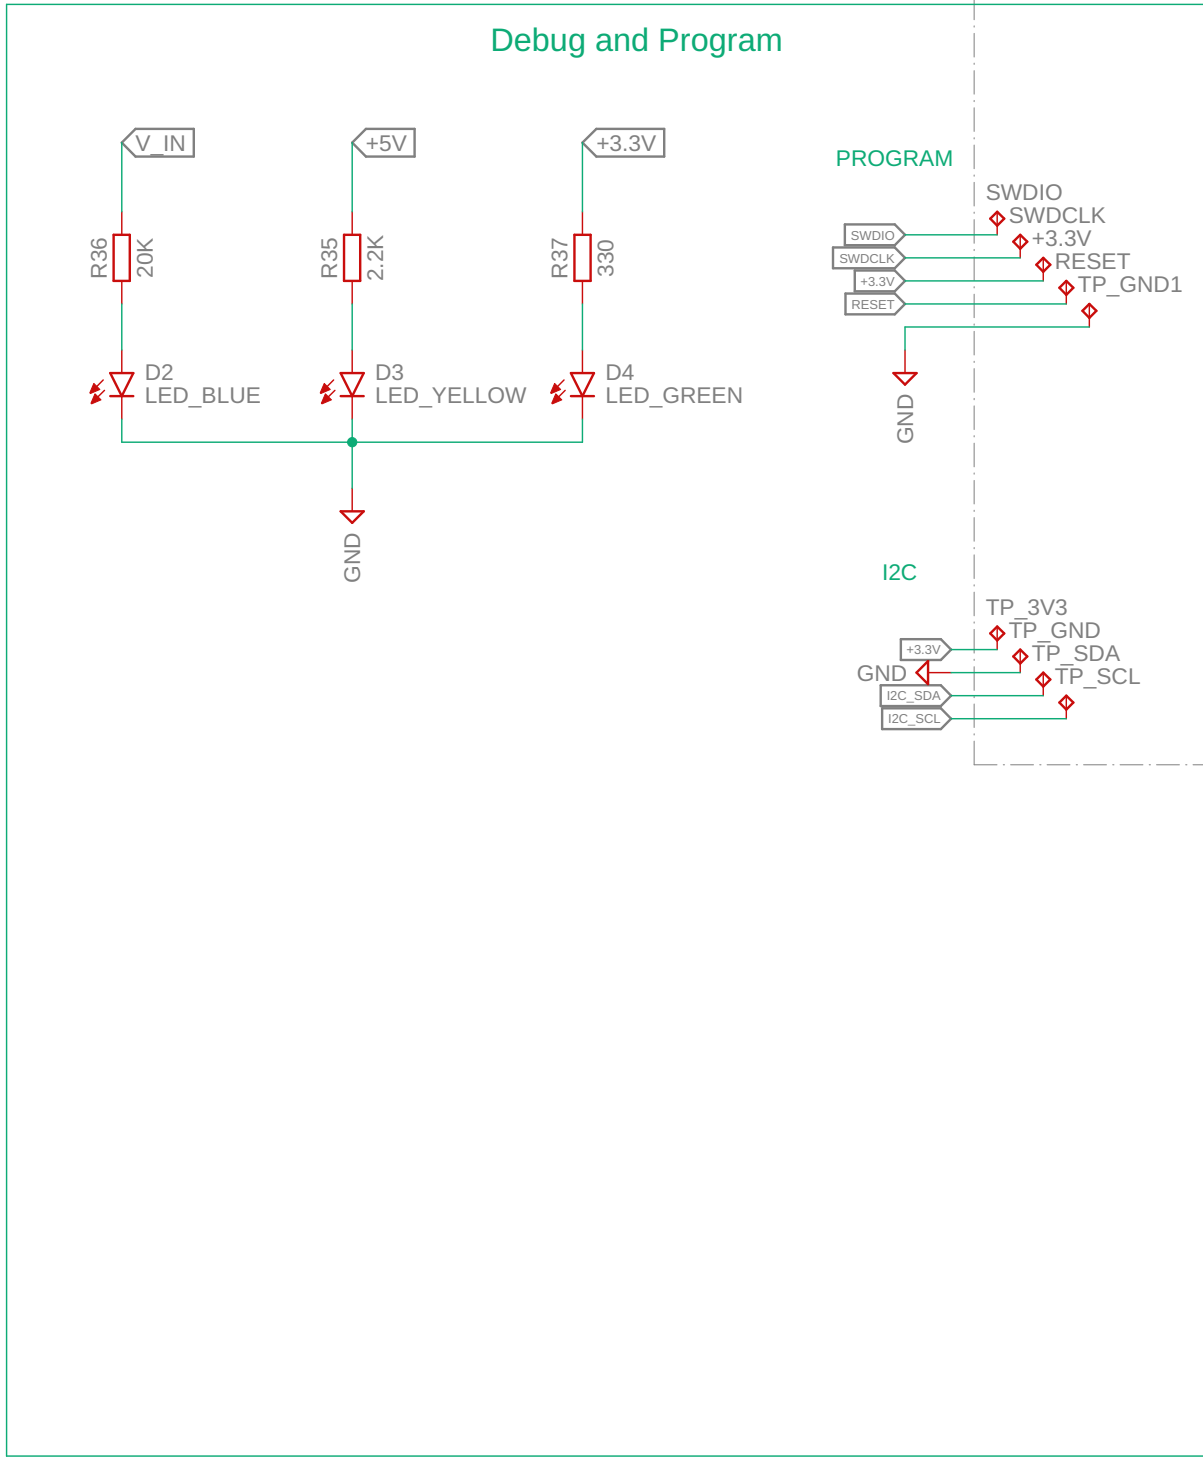 Debug and Program
V_IN
+5V
+3.3V
R36
20K
R35
2.2K
R37
330
D2
LED_BLUE
D3
LED_YELLOW
D4
LED_GREEN
GND
PROGRAM
SWDIO
SWDCLK
+3.3V
RESET
TP_GND1
SWDIO
SWDCLK
+3.3V
RESET
GND
I2C
TP_3V3
TP_GND
TP_SDA
TP_SCL
+3.3V
GND
I2C_SDA
I2C_SCL